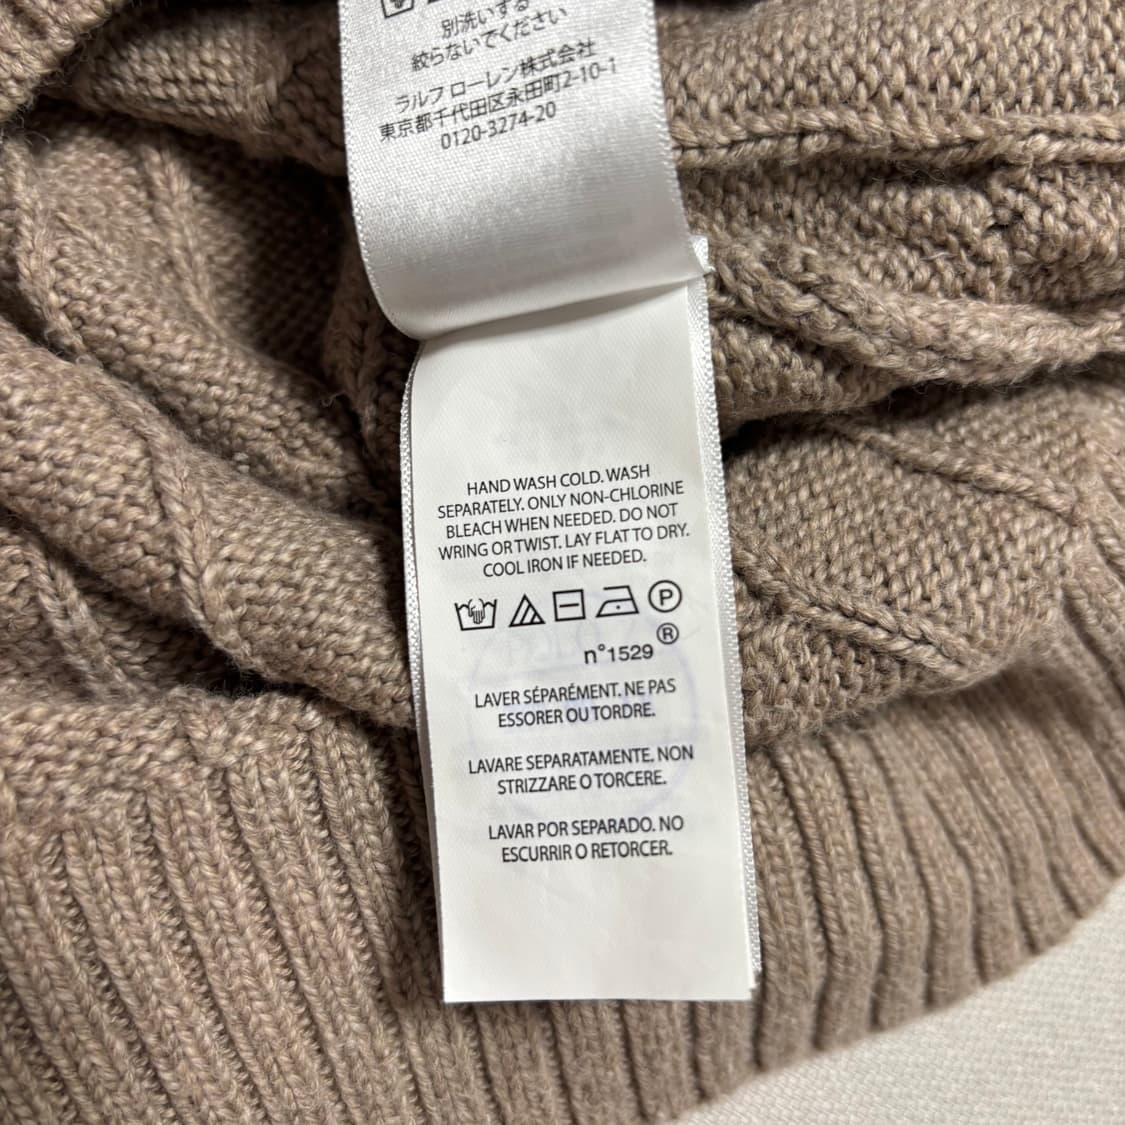 別洗いする
絞らないでください
ラルフ ローレン株式会社
東京都千代田区永田町2-10-1
0120-3274-20
HAND WASH COLD. WASH
SEPARATELY. ONLY NON-CHLORINE
BLEACH WHEN NEEDED. DO NOT
WRING OR TWIST. LAY FLAT TO DRY.
COOL IRON IF NEEDED.
P
n°1529 ®
LAVER SÉPARÉMENT. NE PAS
ESSORER OU TORDRE.
LAVARE SEPARATAMENTE. NON
STRIZZARE O TORCERE.
LAVAR POR SEPARADO. NO
ESCURRIR O RETORCER.